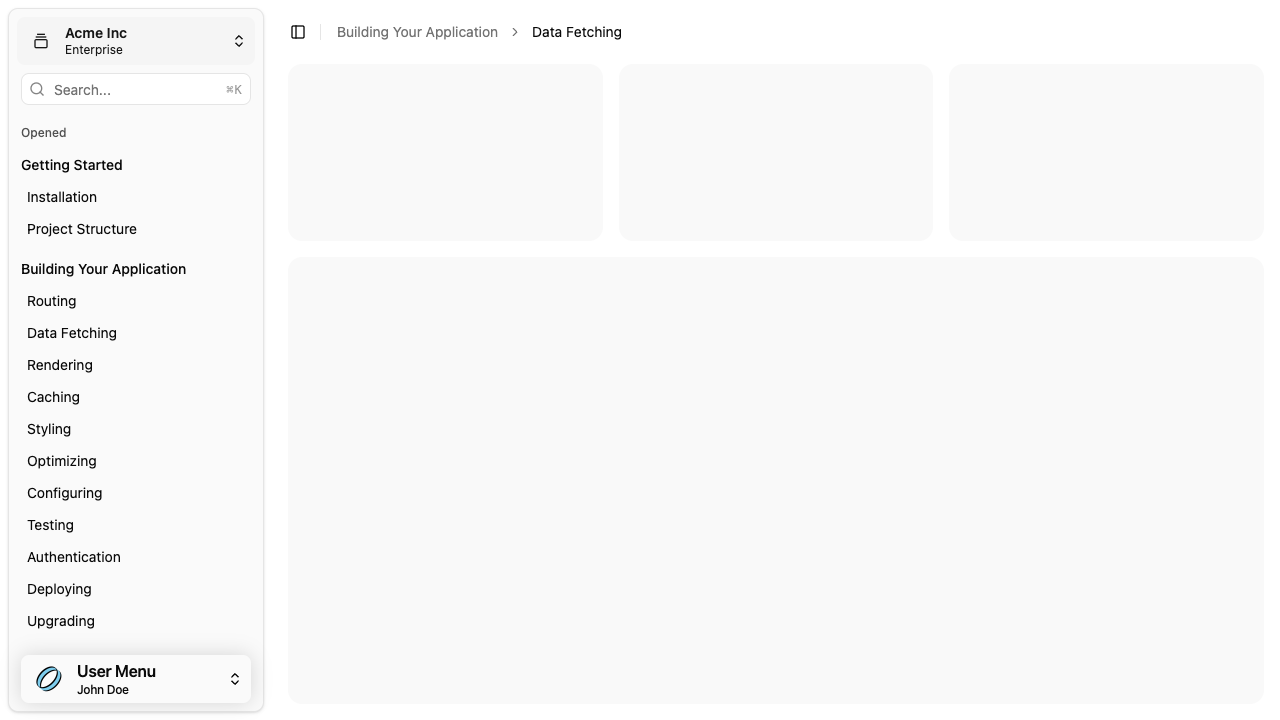 Acme Inc
Enterprise
Search...
⌘K
Opened
Getting Started
Installation
Project Structure
Building Your Application
Routing
Data Fetching
Rendering
Caching
Styling
Optimizing
Configuring
Testing
Authentication
Deploying
Upgrading
User Menu
John Doe
Building Your Application
Data Fetching